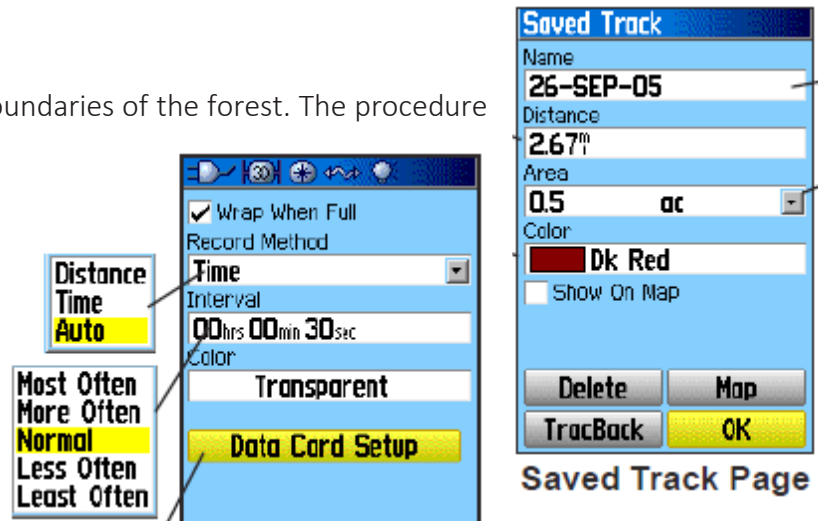 oundaries of the forest. The procedure
Distance
Time
Auto
Most Often
More Often
Normal
Less Often
Least Often
3D
Wrap When Full
Record Method
Time
Interval
00hrs 00min 30sec
Color
Transparent
Data Card Setup
Saved Track
Name
26-SEP-05
Distance
2.67mi
Area
0.5 ac
Color
Dk Red
Show On Map
Delete Map
TracBack OK
Saved Track Page